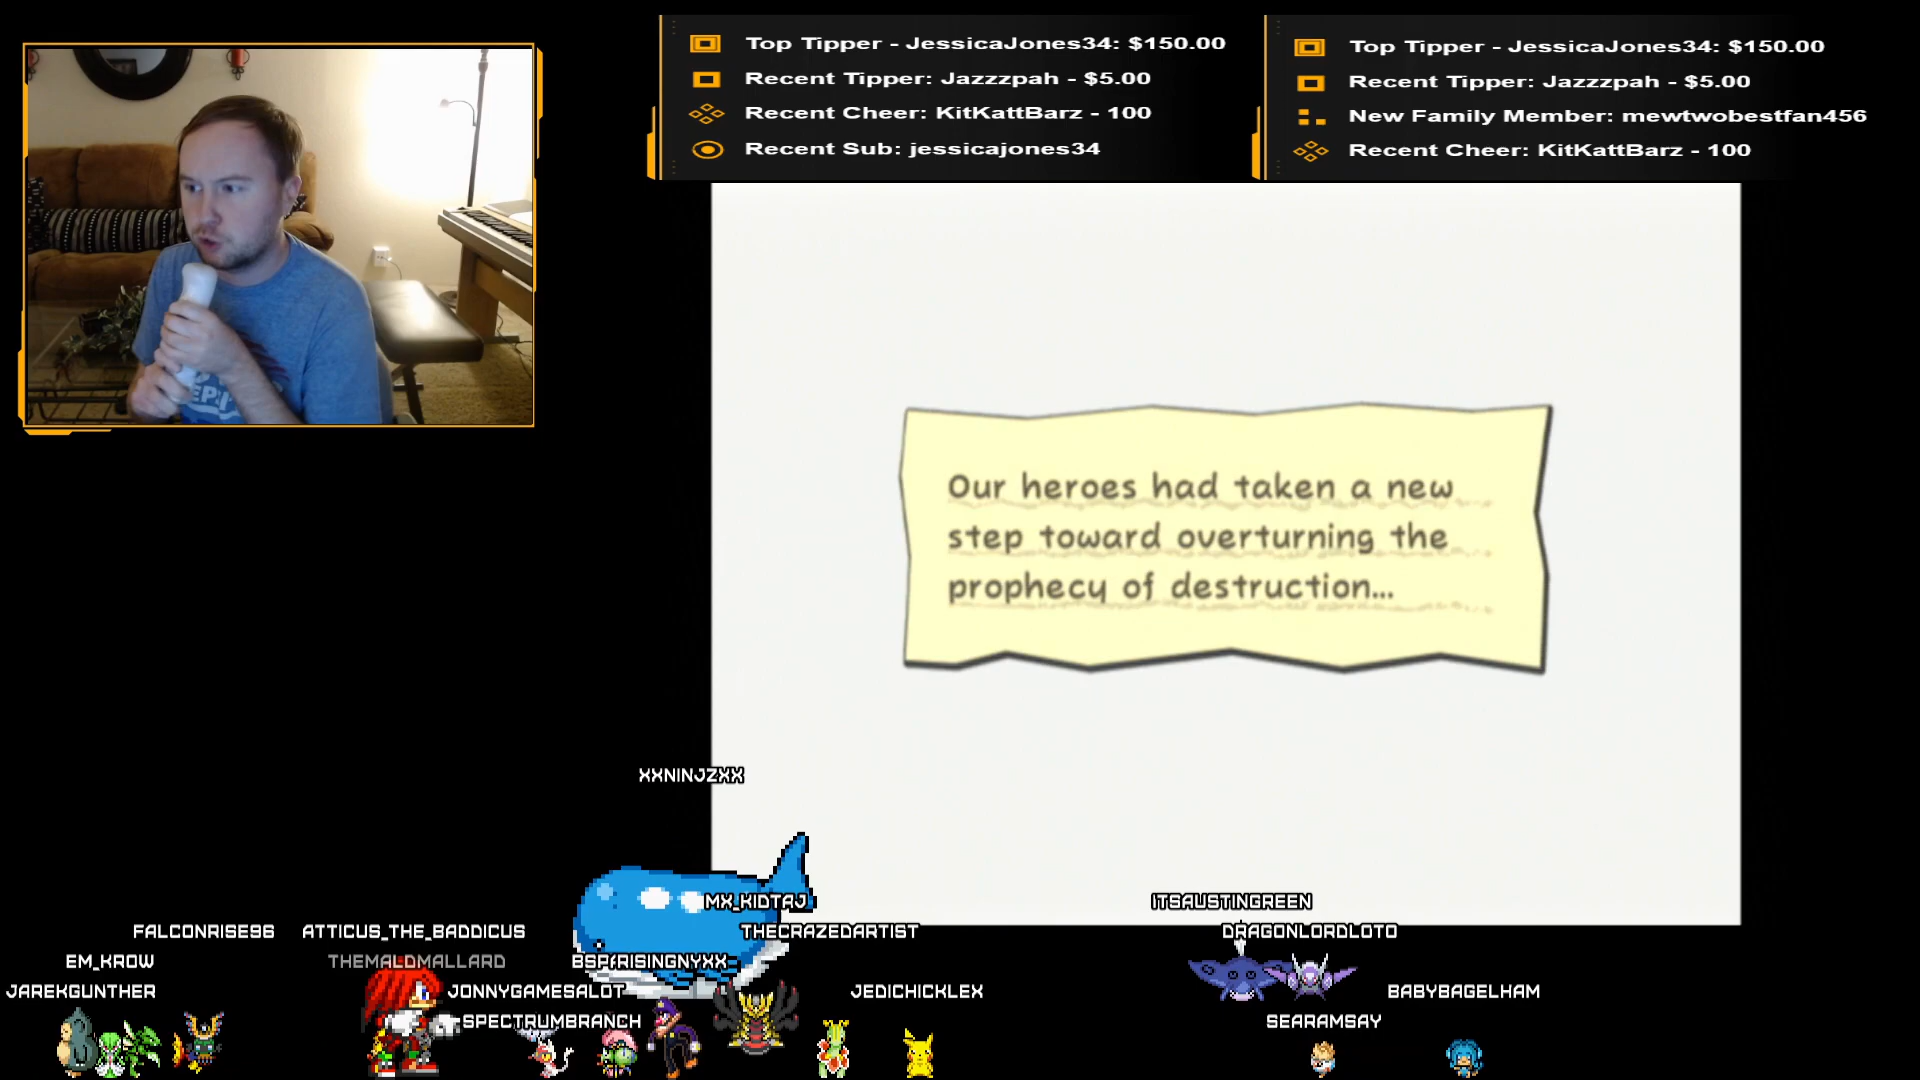 Top Tipper - JessicaJones34: $150.00
Recent Tipper: Jazzzpah - $5.00
Recent Cheer: KitKattBarz - 100
Recent Sub: jessicajones34
Top Tipper - JessicaJones34: $150.00
Recent Tipper: Jazzzpah - $5.00
New Family Member: mewtwobestfan456
Recent Cheer: KitKattBarz - 100
Our heroes had taken a new
step toward overturning the
prophecy of destruction...
XXNINJZXX
MX_KIDTAJ
ITSAUSTINGREEN
FALCONRISE96
ATTICUS_THE_BADDICUS
THECRAZEDARTIST
DRAGONLORDLOTO
EM_KROW
THEMALDMALLARD
JAREKGUNTHER
JONNYGAMESALOT
JEDICHICKLEX
BABYBAGELHAM
SPECTRUMBRANCH
SEARAMSAY